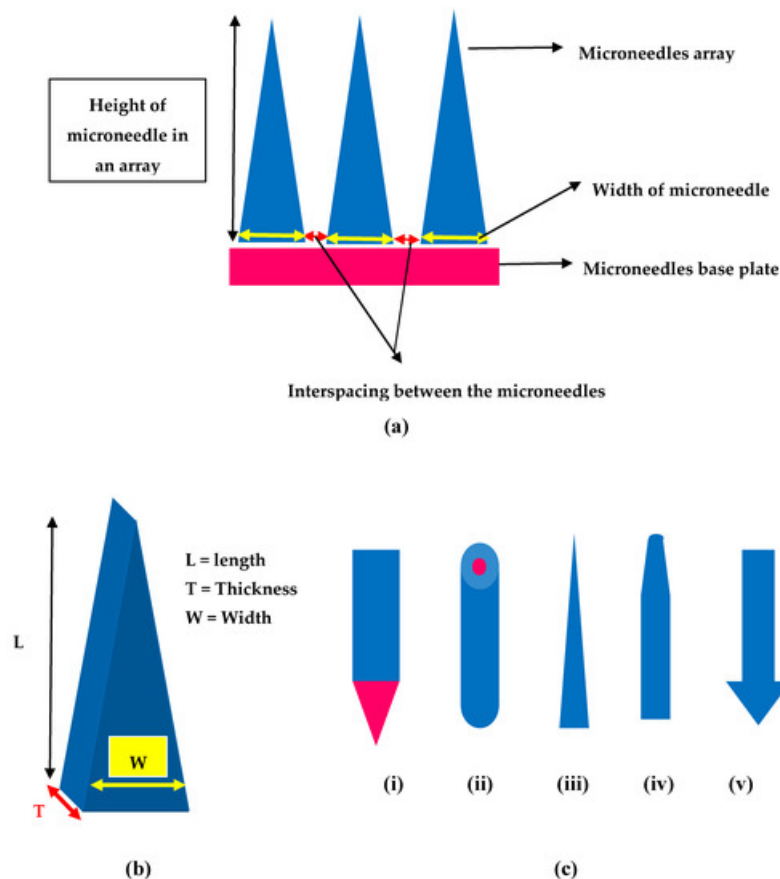 Microneedles array
Height of
microneedle in
an array
Width of microneedle
Microneedles base plate
Interspacing between the microneedles
(a)
L = length
T = Thickness
W = Width
L
W
T
(i)
(ii)
(iii)
(iv)
(v)
(b)
(c)